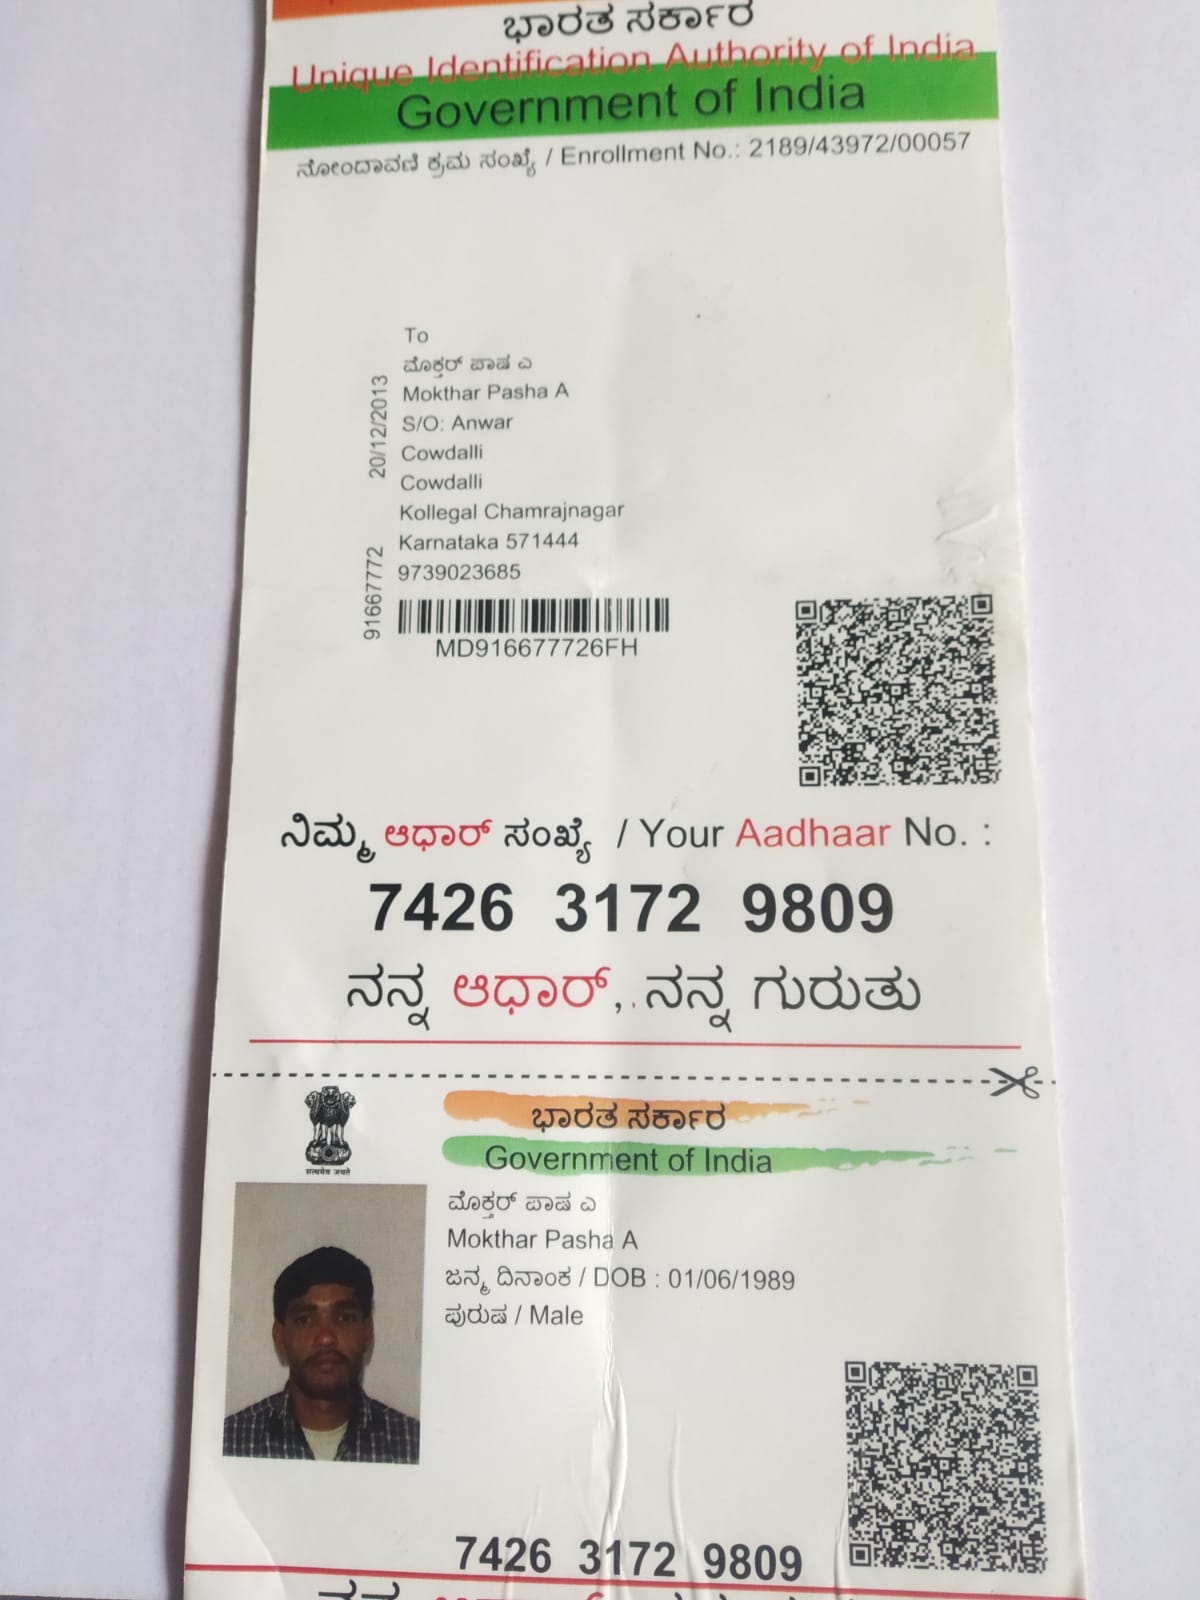 ಭಾರತ ಸರ್ಕಾರ
Unique Identification Authority of India
Government of India
ನೋಂದಾವಣಿ ಕ್ರಮ ಸಂಖ್ಯೆ / Enrollment No.: 2189/43972/00057
To
ಮೊಕ್ತರ್ ಪಾಷ ಎ
Mokthar Pasha A
S/O: Anwar
Cowdalli
Cowdalli
Kollegal Chamrajnagar
Karnataka 571444
9739023685
20/12/2013
91667772
MD916677726FH
ನಿಮ್ಮ ಆಧಾರ್ ಸಂಖ್ಯೆ / Your Aadhaar No. :
7426 3172 9809
ನನ್ನ ಆಧಾರ್, ನನ್ನ ಗುರುತು
सत्यमेव जयते
ಭಾರತ ಸರ್ಕಾರ
Government of India
ಮೊಕ್ತರ್ ಪಾಷ ಎ
Mokthar Pasha A
ಜನ್ಮ ದಿನಾಂಕ / DOB : 01/06/1989
ಪುರುಷ / Male
7426 3172 9809